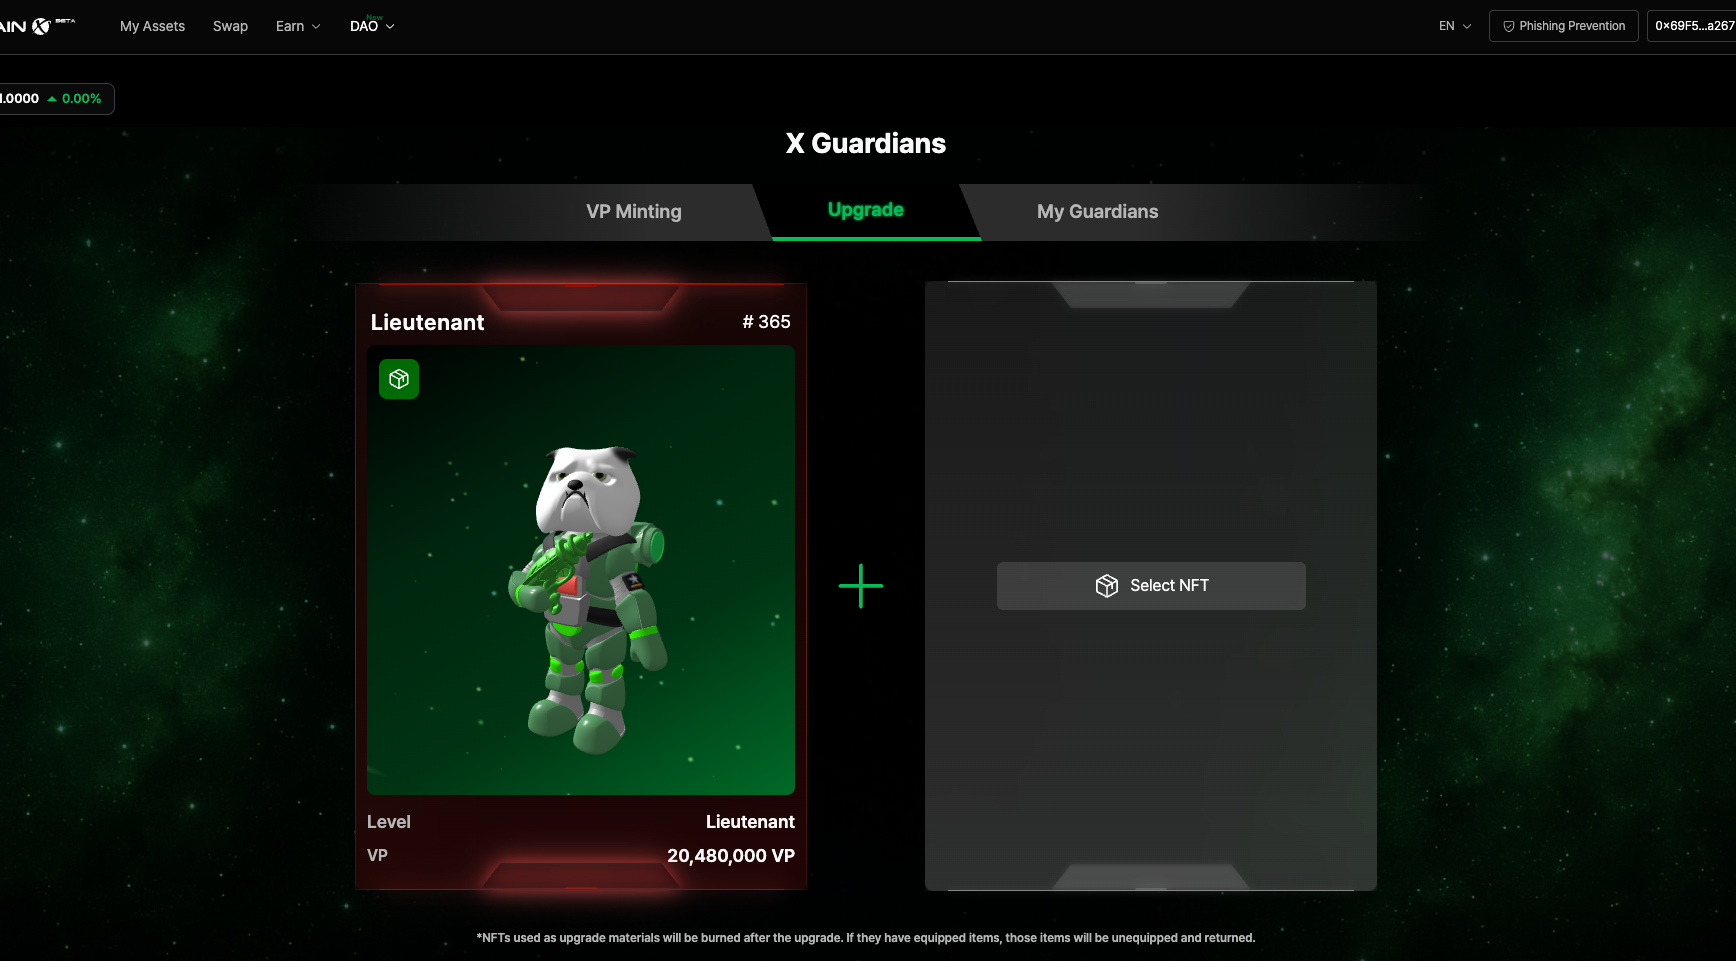 AIN X BETA
My Assets
Swap
Earn
DAO
New
EN
Phishing Prevention
0x69F5...a267
.0000
0.00%
X Guardians
VP Minting
Upgrade
My Guardians
Lieutenant
# 365
Select NFT
Level
Lieutenant
VP
20,480,000 VP
*NFTs used as upgrade materials will be burned after the upgrade. If they have equipped items, those items will be unequipped and returned.